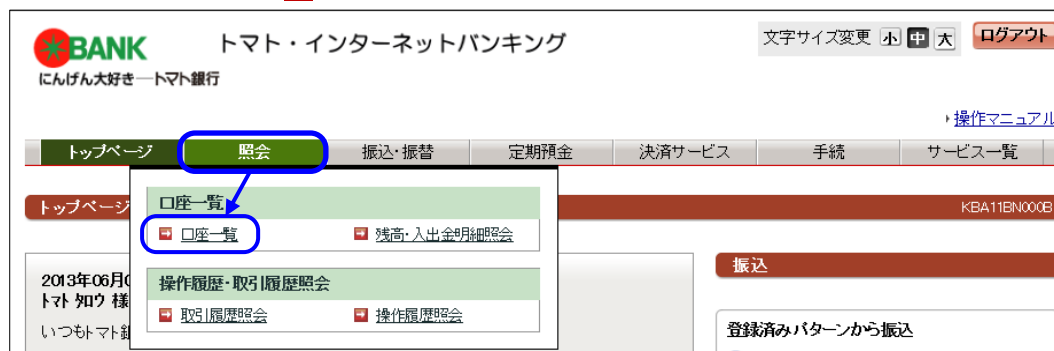 BANK
にんげん大好き―トマト銀行
トマト・インターネットバンキング
文字サイズ変更 小 中 大 ログアウト
操作マニュアル
トップページ 照会 振込・振替 定期預金 決済サービス 手続 サービス一覧
トップページ
KBA11BN000B
口座一覧
口座一覧 残高・入出金明細照会
操作履歴・取引履歴照会
取引履歴照会 操作履歴照会
2013年06月0
トマト タロウ 様
いつもトマト銀
振込
登録済みパターンから振込